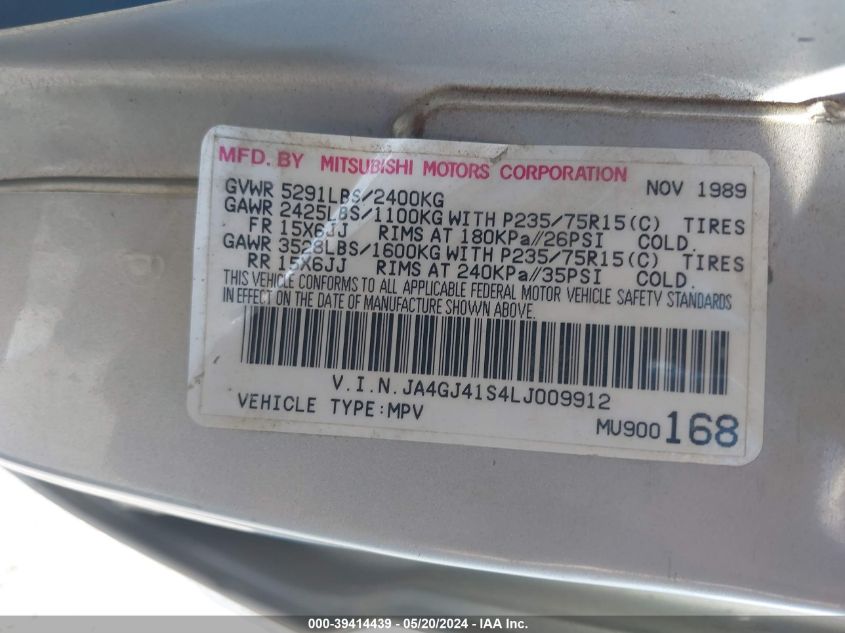 MFD. BY MITSUBISHI MOTORS CORPORATION
NOV 1989
GVWR 5291LBS/2400KG
GAWR 2425LBS/1100KG WITH P235/75R15(C) TIRES
FR 15X6JJ RIMS AT 180KPa//26PSI COLD.
GAWR 3528LBS/1600KG WITH P235/75R15(C) TIRES
RR 15X6JJ RIMS AT 240KPa//35PSI COLD.
THIS VEHICLE CONFORMS TO ALL APPLICABLE FEDERAL MOTOR VEHICLE SAFETY STANDARDS
IN EFFECT ON THE DATE OF MANUFACTURE SHOWN ABOVE.
V.I.N.JA4GJ41S4LJ009912
VEHICLE TYPE:MPV
MU900 168
000-39414439 - 05/20/2024 - IAAI.COM